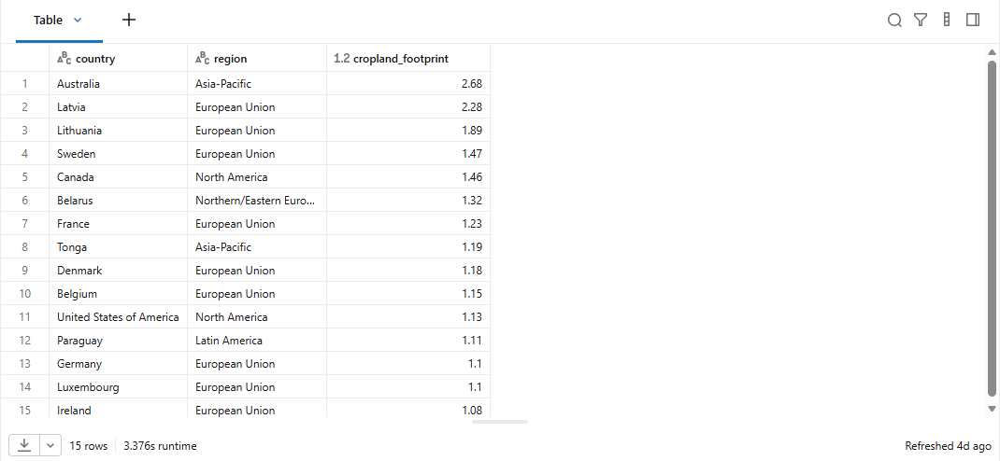 Table
country region 1.2 cropland_footprint
1 Australia Asia-Pacific 2.68
2 Latvia European Union 2.28
3 Lithuania European Union 1.89
4 Sweden European Union 1.47
5 Canada North America 1.46
6 Belarus Northern/Eastern Euro... 1.32
7 France European Union 1.23
8 Tonga Asia-Pacific 1.19
9 Denmark European Union 1.18
10 Belgium European Union 1.15
11 United States of America North America 1.13
12 Paraguay Latin America 1.11
13 Germany European Union 1.1
14 Luxembourg European Union 1.1
15 Ireland European Union 1.08
15 rows 3.376s runtime Refreshed 4d ago